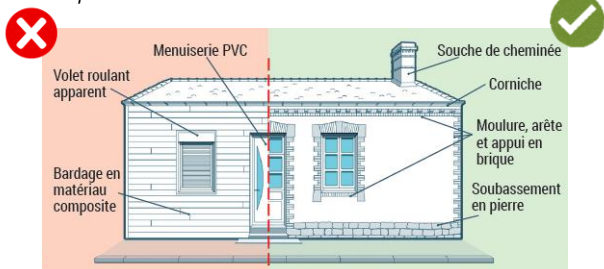 Menuiserie PVC
Volet roulant
apparent
Bardage en
matériau
composite
Souche de cheminée
Corniche
Moulure, arête
et appui en
brique
Soubassement
en pierre